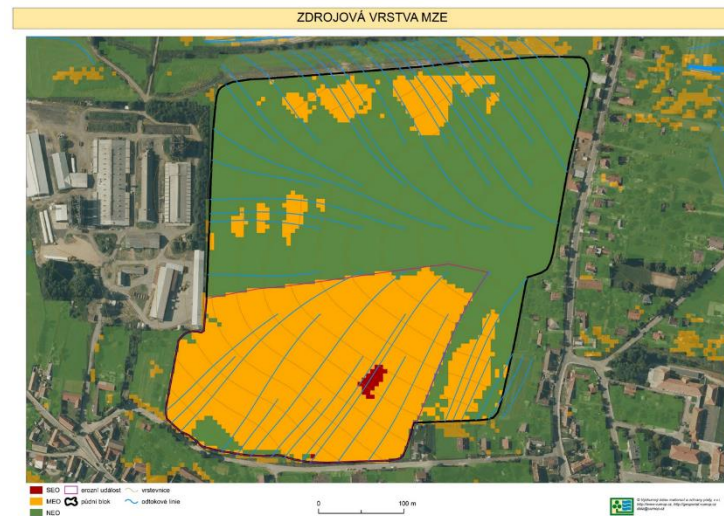 ZDROJOVÁ VRSTVA MZE
SEO erozní událost vrstevnice
MEO půdní blok odtokové linie
NEO
0 100 m